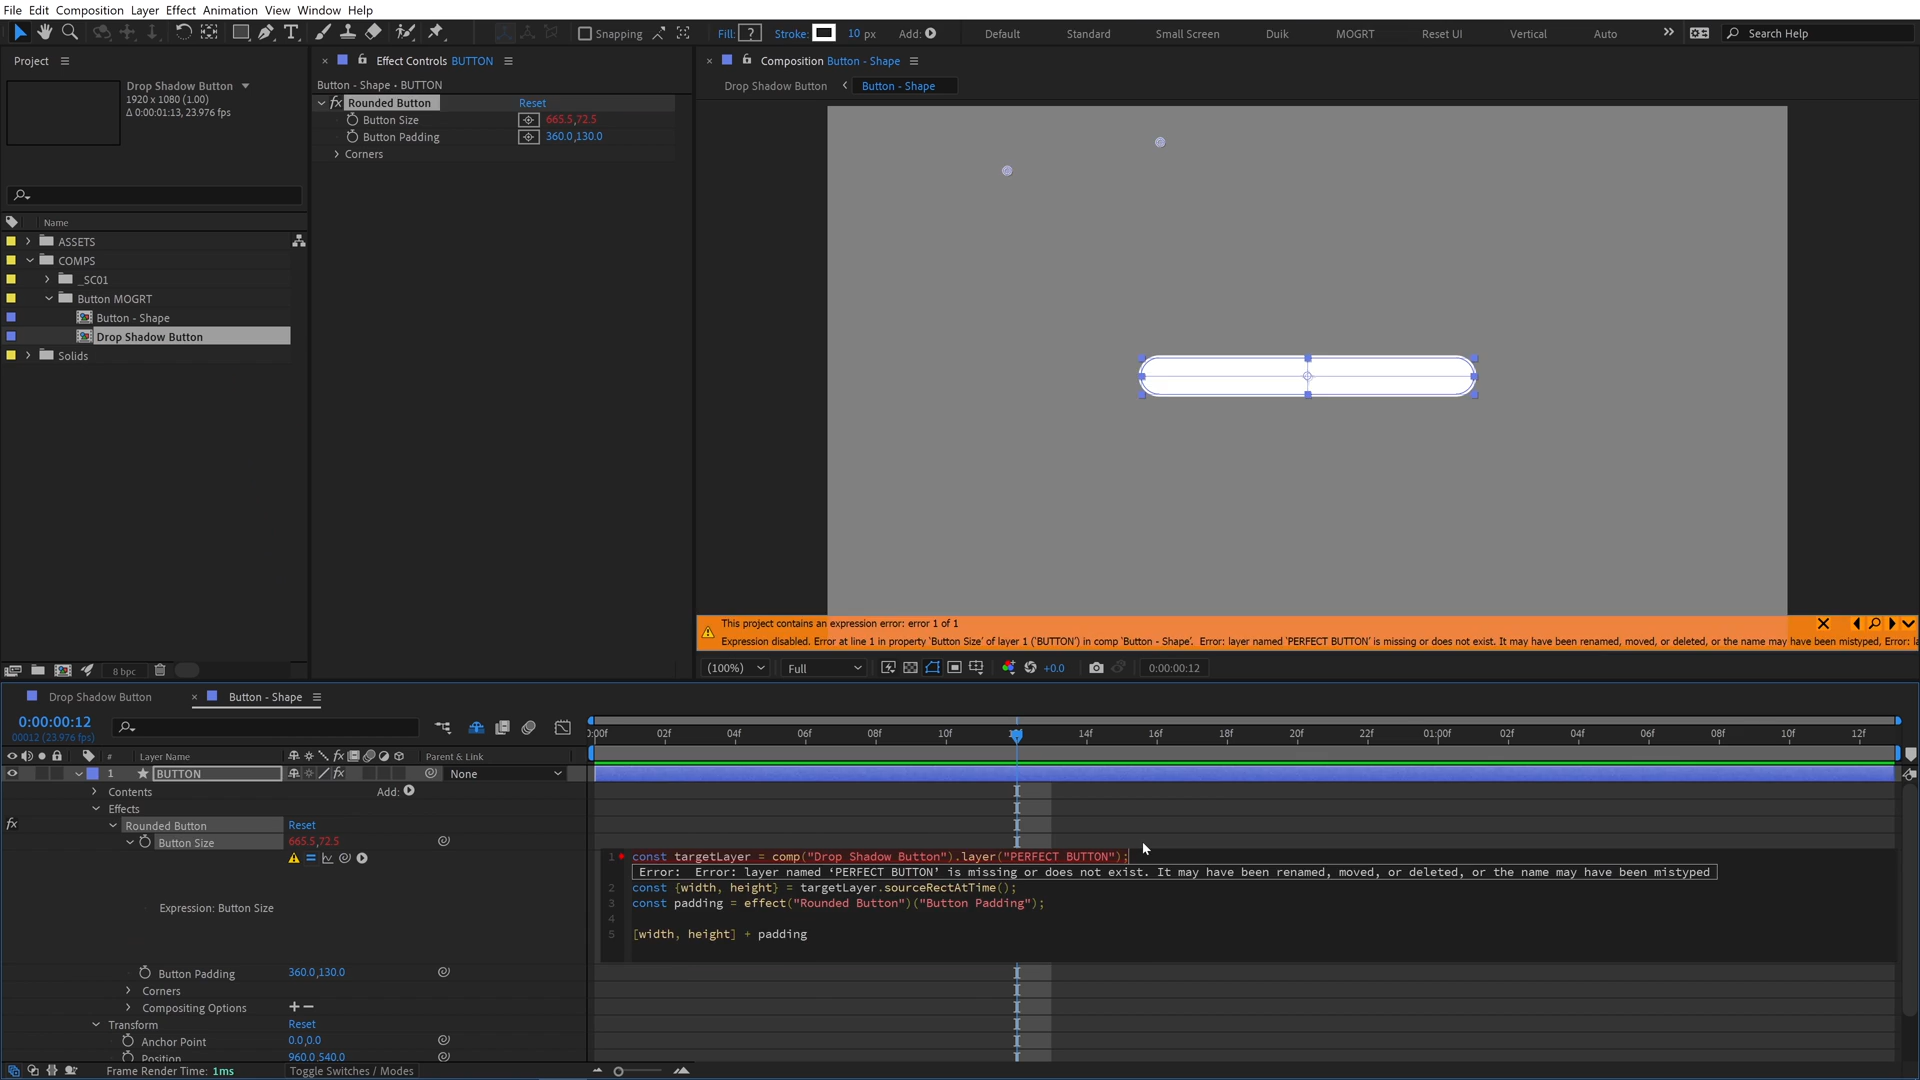 File Edit Composition Layer Effect Animation View Window Help
Snapping Fill: ? Stroke: 10 px Add: Default Standard Small Screen Duik MOGRT Reset UI Vertical Auto Search Help
Project
Drop Shadow Button
1920 x 1080 (1.00)
Δ 0:00:01:13, 23.976 fps
Name
ASSETS
COMPS
_SC01
Button MOGRT
Button - Shape
Drop Shadow Button
Solids
8 bpc
Effect Controls BUTTON
Button - Shape • BUTTON
fx Rounded Button Reset
Button Size 665.5,72.5
Button Padding 360.0,130.0
Corners
Composition Button - Shape
Drop Shadow Button Button - Shape
This project contains an expression error: error 1 of 1
Expression disabled. Error at line 1 in property 'Button Size' of layer 1 ('BUTTON') in comp 'Button - Shape'. Error: layer named 'PERFECT BUTTON' is missing or does not exist. It may have been renamed, moved, or deleted, or the name may have been mistyped, Error: la
(100%) Full +0.0 0:00:00:12
Drop Shadow Button Button - Shape
0:00:00:12
00012 (23.976 fps)
0:00f 02f 04f 06f 08f 10f 14f 16f 18f 20f 22f 01:00f 02f 04f 06f 08f 10f 12f
# Layer Name fx Parent & Link
1 BUTTON fx None
Contents Add:
Effects
fx Rounded Button Reset
Button Size 665.5,72.5
1 const targetLayer = comp("Drop Shadow Button").layer("PERFECT BUTTON");
Error: Error: layer named ‘PERFECT BUTTON’ is missing or does not exist. It may have been renamed, moved, or deleted, or the name may have been mistyped
2 const {width, height} = targetLayer.sourceRectAtTime();
3 const padding = effect("Rounded Button")("Button Padding");
4
5 [width, height] + padding
Expression: Button Size
Button Padding 360.0,130.0
Corners
Compositing Options + −
Transform Reset
Anchor Point 0.0,0.0
Position 960.0,540.0
Frame Render Time: 1ms Toggle Switches / Modes